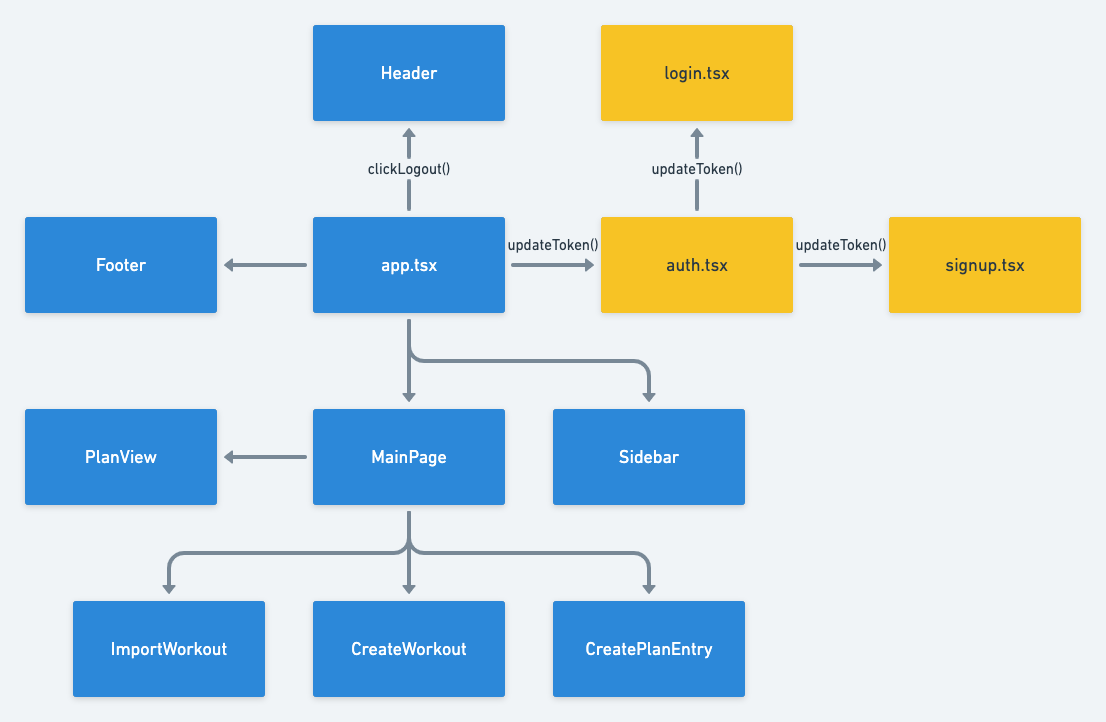 Header
login.tsx
clickLogout()
updateToken()
Footer
app.tsx
updateToken()
auth.tsx
updateToken()
signup.tsx
PlanView
MainPage
Sidebar
ImportWorkout
CreateWorkout
CreatePlanEntry